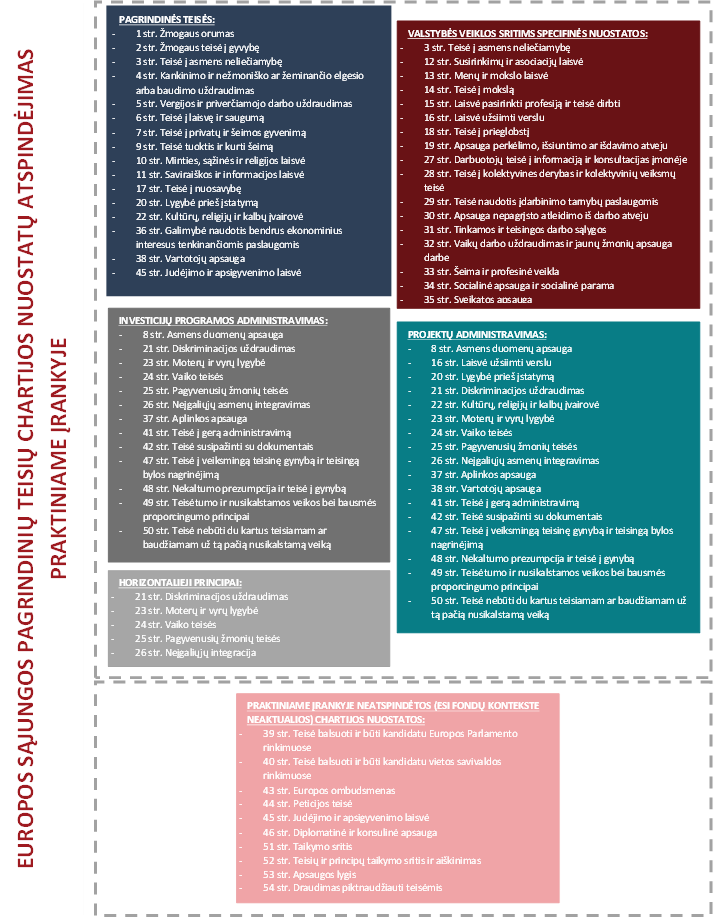 EUROPOS SĄJUNGOS PAGRINDINIŲ TEISIŲ CHARTIJOS NUOSTATŲ ATSPINDĖJIMAS
PRAKTINIAME ĮRANKYJE
PAGRINDINĖS TEISĖS:
- 1 str. Žmogaus orumas
- 2 str. Žmogaus teisė į gyvybę
- 3 str. Teisė į asmens neliečiamybę
- 4 str. Kankinimo ir nežmoniško ar žeminančio elgesio
arba baudimo uždraudimas
- 5 str. Vergijos ir priverčiamojo darbo uždraudimas
- 6 str. Teisė į laisvę ir saugumą
- 7 str. Teisė į privatų ir šeimos gyvenimą
- 9 str. Teisė tuoktis ir kurti šeimą
- 10 str. Minties, sąžinės ir religijos laisvė
- 11 str. Saviraiškos ir informacijos laisvė
- 17 str. Teisė į nuosavybę
- 20 str. Lygybė prieš įstatymą
- 22 str. Kultūrų, religijų ir kalbų įvairovė
- 36 str. Galimybė naudotis bendrus ekonominius
interesus tenkinančiomis paslaugomis
- 38 str. Vartotojų apsauga
- 45 str. Judėjimo ir apsigyvenimo laisvė
VALSTYBĖS VEIKLOS SRITIMS SPECIFINĖS NUOSTATOS:
- 3 str. Teisė į asmens neliečiamybę
- 12 str. Susirinkimų ir asociacijų laisvė
- 13 str. Menų ir mokslo laisvė
- 14 str. Teisė į mokslą
- 15 str. Laisvė pasirinkti profesiją ir teisė dirbti
- 16 str. Laisvė užsiimti verslu
- 18 str. Teisė į prieglobstį
- 19 str. Apsauga perkėlimo, išsiuntimo ar išdavimo atveju
- 27 str. Darbuotojų teisė į informaciją ir konsultacijas įmonėje
- 28 str. Teisė į kolektyvines derybas ir kolektyvinių veiksmų
teisė
- 29 str. Teisė naudotis įdarbinimo tarnybų paslaugomis
- 30 str. Apsauga nepagrįsto atleidimo iš darbo atveju
- 31 str. Tinkamos ir teisingos darbo sąlygos
- 32 str. Vaikų darbo uždraudimas ir jaunų žmonių apsauga
darbe
- 33 str. Šeima ir profesinė veikla
- 34 str. Socialinė apsauga ir socialinė parama
- 35 str. Sveikatos apsauga
INVESTICIJŲ PROGRAMOS ADMINISTRAVIMAS:
- 8 str. Asmens duomenų apsauga
- 21 str. Diskriminacijos uždraudimas
- 23 str. Moterų ir vyrų lygybė
- 24 str. Vaiko teisės
- 25 str. Pagyvenusių žmonių teisės
- 26 str. Neįgaliųjų asmenų integravimas
- 37 str. Aplinkos apsauga
- 41 str. Teisė į gerą administravimą
- 42 str. Teisė susipažinti su dokumentais
- 47 str. Teisė į veiksmingą teisinę gynybą ir teisingą
bylos nagrinėjimą
- 48 str. Nekaltumo prezumpcija ir teisė į gynybą
- 49 str. Teisėtumo ir nusikalstamos veikos bei bausmės
proporcingumo principai
- 50 str. Teisė nebūti du kartus teisiamam ar
baudžiamam už tą pačią nusikalstamą veiką
PROJEKTŲ ADMINISTRAVIMAS:
- 8 str. Asmens duomenų apsauga
- 16 str. Laisvė užsiimti verslu
- 20 str. Lygybė prieš įstatymą
- 21 str. Diskriminacijos uždraudimas
- 22 str. Kultūrų, religijų ir kalbų įvairovė
- 23 str. Moterų ir vyrų lygybė
- 24 str. Vaiko teisės
- 25 str. Pagyvenusių žmonių teisės
- 26 str. Neįgaliųjų asmenų integravimas
- 37 str. Aplinkos apsauga
- 38 str. Vartotojų apsauga
- 41 str. Teisė į gerą administravimą
- 42 str. Teisė susipažinti su dokumentais
- 47 str. Teisė į veiksmingą teisinę gynybą ir teisingą bylos
nagrinėjimą
- 48 str. Nekaltumo prezumpcija ir teisė į gynybą
- 49 str. Teisėtumo ir nusikalstamos veikos bei bausmės
proporcingumo principai
- 50 str. Teisė nebūti du kartus teisiamam ar baudžiamam už
tą pačią nusikalstamą veiką
HORIZONTALIEJI PRINCIPAI:
- 21 str. Diskriminacijos uždraudimas
- 23 str. Moterų ir vyrų lygybė
- 24 str. Vaiko teisės
- 25 str. Pagyvenusių žmonių teisės
- 26 str. Neįgaliųjų integracija
PRAKTINIAME ĮRANKYJE NEATSPINDĖTOS (ESI FONDŲ KONTEKSTE
NEAKTUALIOS) CHARTIJOS NUOSTATOS:
- 39 str. Teisė balsuoti ir būti kandidatu Europos Parlamento
rinkimuose
- 40 str. Teisė balsuoti ir būti kandidatu vietos savivaldos
rinkimuose
- 43 str. Europos ombudsmenas
- 44 str. Peticijos teisė
- 45 str. Judėjimo ir apsigyvenimo laisvė
- 46 str. Diplomatinė ir konsulinė apsauga
- 51 str. Taikymo sritis
- 52 str. Teisių ir principų taikymo sritis ir aiškinimas
- 53 str. Apsaugos lygis
- 54 str. Draudimas piktnaudžiauti teisėmis